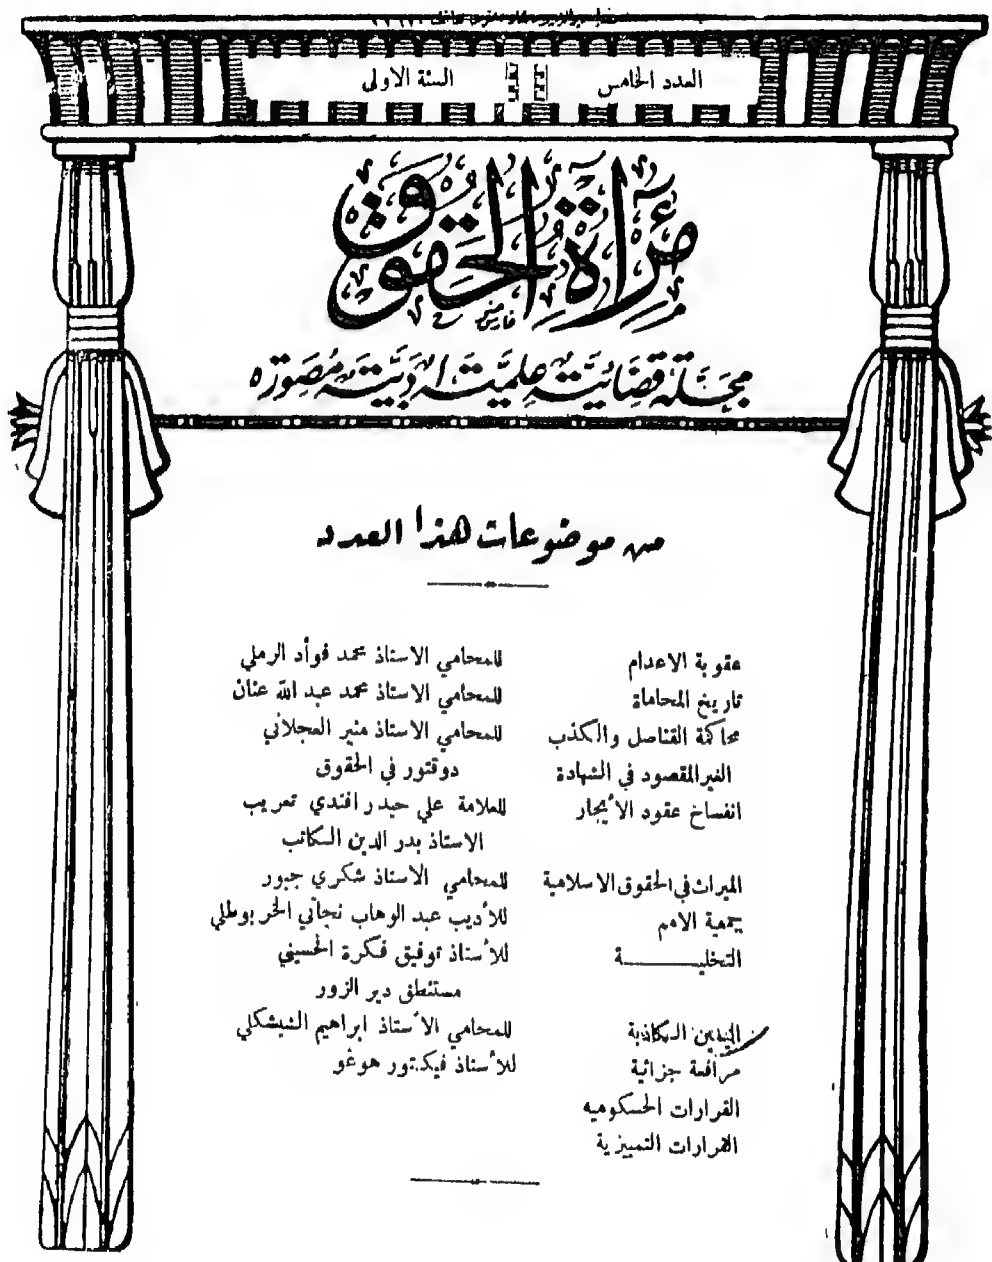 العدد الخامس السنة الاولى
مرآة الحقوق
مجلة قضائية علمية ادبية مصورة
من موضوعات هذا العدد
عقوبة الاعدام للمحامي الاستاذ محمد فوأد الرملي
تاريخ المحاماة للمحامي الاستاذ محمد عبد الله عنان
محاكمة القناصل والكذب للمحامي الاستاذ منير العجلاني
الغير المقصود في الشهادة دوقتور في الحقوق
انفساخ عقود الأيجار للعلامة علي حيدر افندي تعريب
الاستاذ بدر الدين الكاتب
الميراث في الحقوق الاسلامية للمحامي الاستاذ شكري جبور
جمعية الامم للأديب عبد الوهاب نجاتي الخربوطلي
التخليـــــة للأستاذ توفيق فكرة الحسيني
مستنطق دير الزور
اليمين الكاذبة للمحامي الأستاذ ابراهيم الشيشكلي
مرافعة جزائية للأستاذ فيكتور هوغو
القرارات الحكوميه
القرارات التمييزية